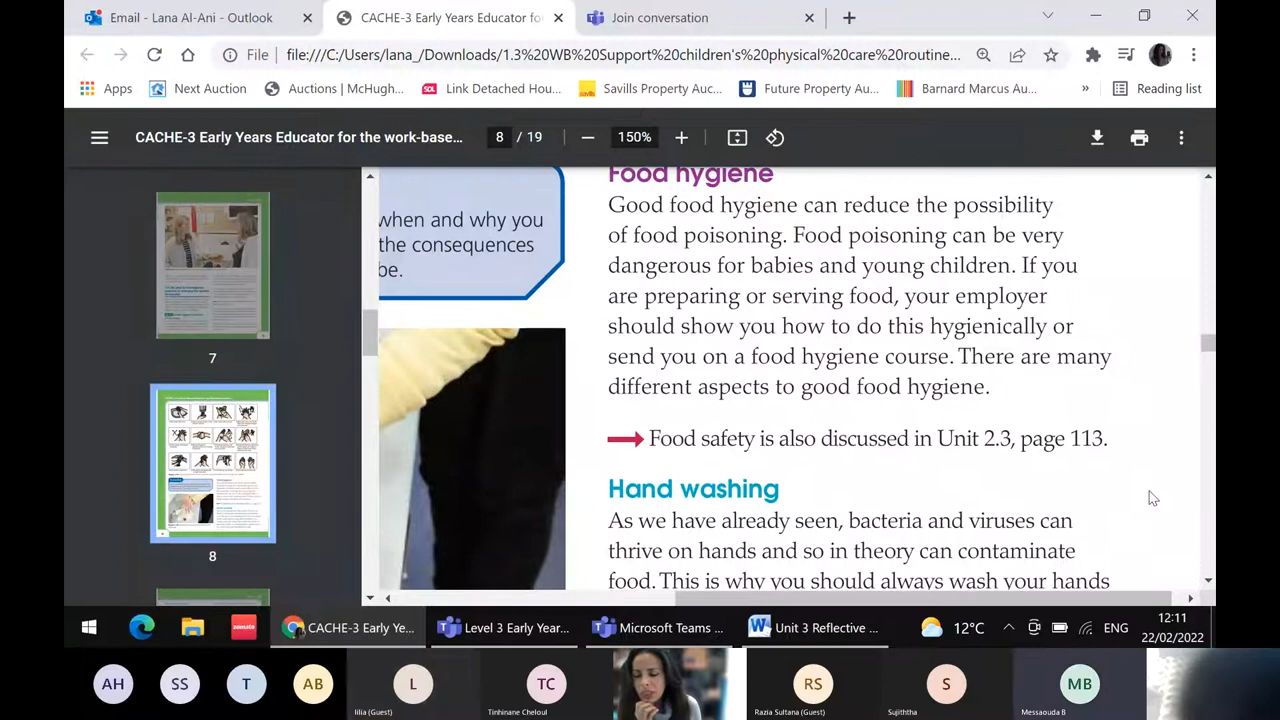 Email - Lana Al-Ani - Outlook
CACHE-3 Early Years Educator fo
Join conversation
File
file:///C:/Users/lana_/Downloads/1.3%20WB%20Support%20children's%20physical%20care%20routine...
Apps
Next Auction
Auctions | McHugh...
Link Detached Hou...
Savills Property Auc...
Future Property Au...
Barnard Marcus Au...
»
Reading list
CACHE-3 Early Years Educator for the work-base...
8 / 19
150%
7
8
when and why you
the consequences
be.
Food hygiene
Good food hygiene can reduce the possibility
of food poisoning. Food poisoning can be very
dangerous for babies and young children. If you
are preparing or serving food, your employer
should show you how to do this hygienically or
send you on a food hygiene course. There are many
different aspects to good food hygiene.
Food safety is also discussed in Unit 2.3, page 113.
Hand washing
As we have already seen, bacteria and viruses can
thrive on hands and so in theory can contaminate
food. This is why you should always wash your hands
zomato
CACHE-3 Early Ye...
Level 3 Early Year...
Microsoft Teams ...
Unit 3 Reflective ...
12°C
ENG
12:11
22/02/2022
AH
SS
T
AB
L
lilia (Guest)
TC
Tinhinane Cheloul
RS
Razia Sultana (Guest)
S
Sujiththa
MB
Messaouda B